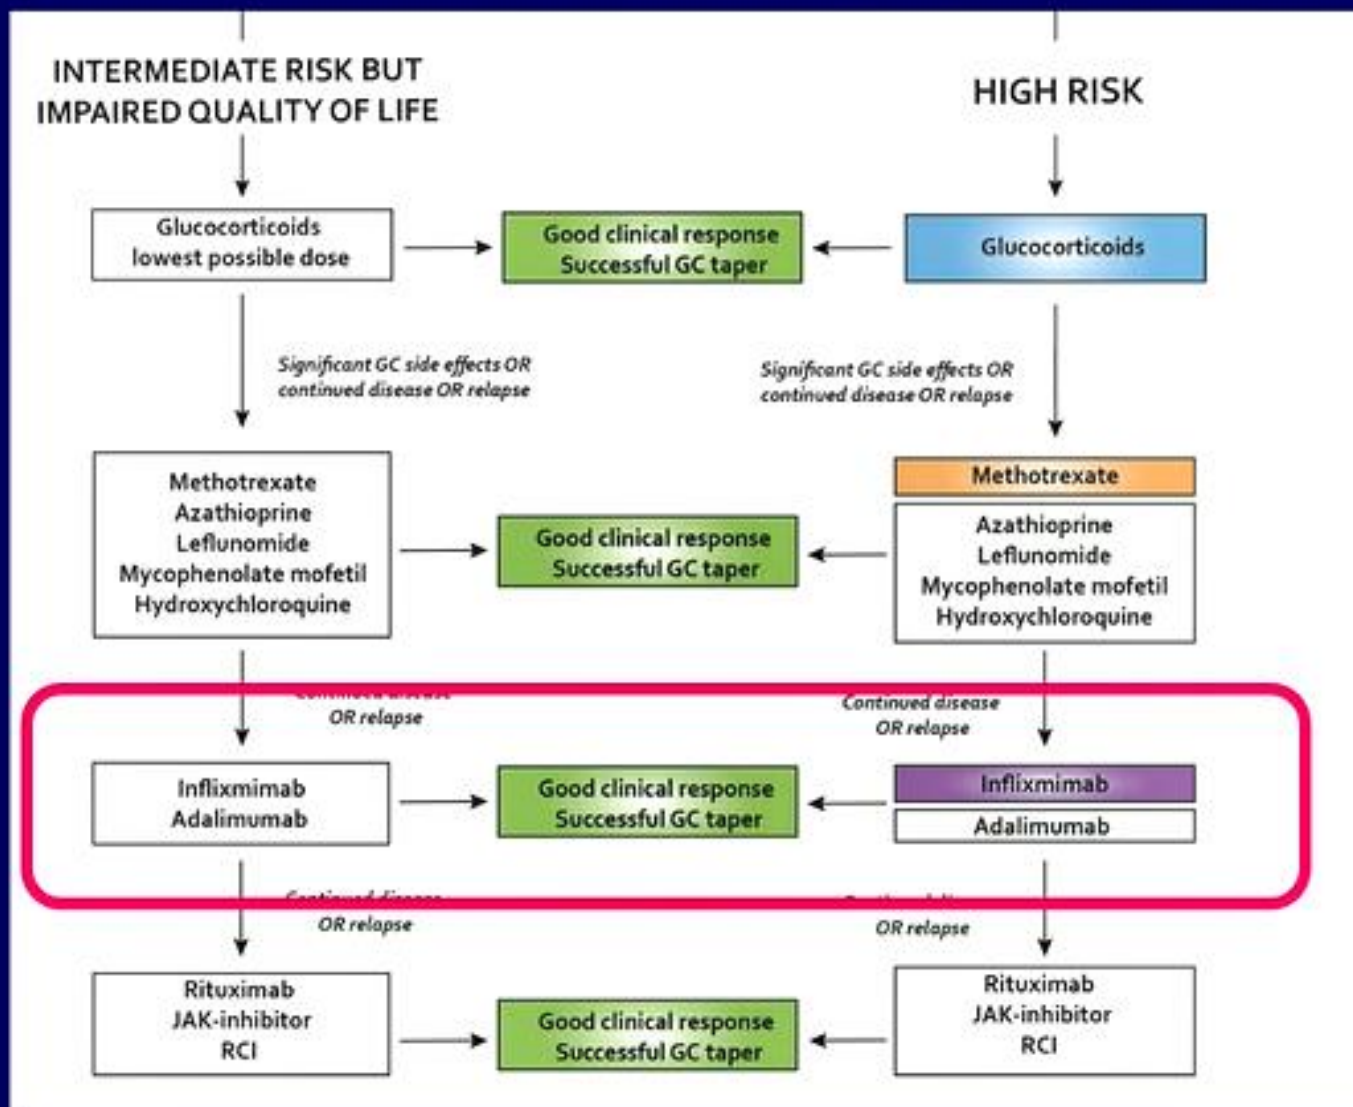 INTERMEDIATE RISK BUT
IMPAIRED QUALITY OF LIFE
HIGH RISK
Glucocorticoids
lowest possible dose
Good clinical response
Successful GC taper
Glucocorticoids
Significant GC side effects OR
continued disease OR relapse
Significant GC side effects OR
continued disease OR relapse
Methotrexate
Azathioprine
Leflunomide
Mycophenolate mofetil
Hydroxychloroquine
Good clinical response
Successful GC taper
Methotrexate
Azathioprine
Leflunomide
Mycophenolate mofetil
Hydroxychloroquine
Continued disease
OR relapse
Continued disease
OR relapse
Inflixmimab
Adalimumab
Good clinical response
Successful GC taper
Inflixmimab
Adalimumab
Continued disease
OR relapse
OR relapse
Rituximab
JAK-inhibitor
RCI
Good clinical response
Successful GC taper
Rituximab
JAK-inhibitor
RCI